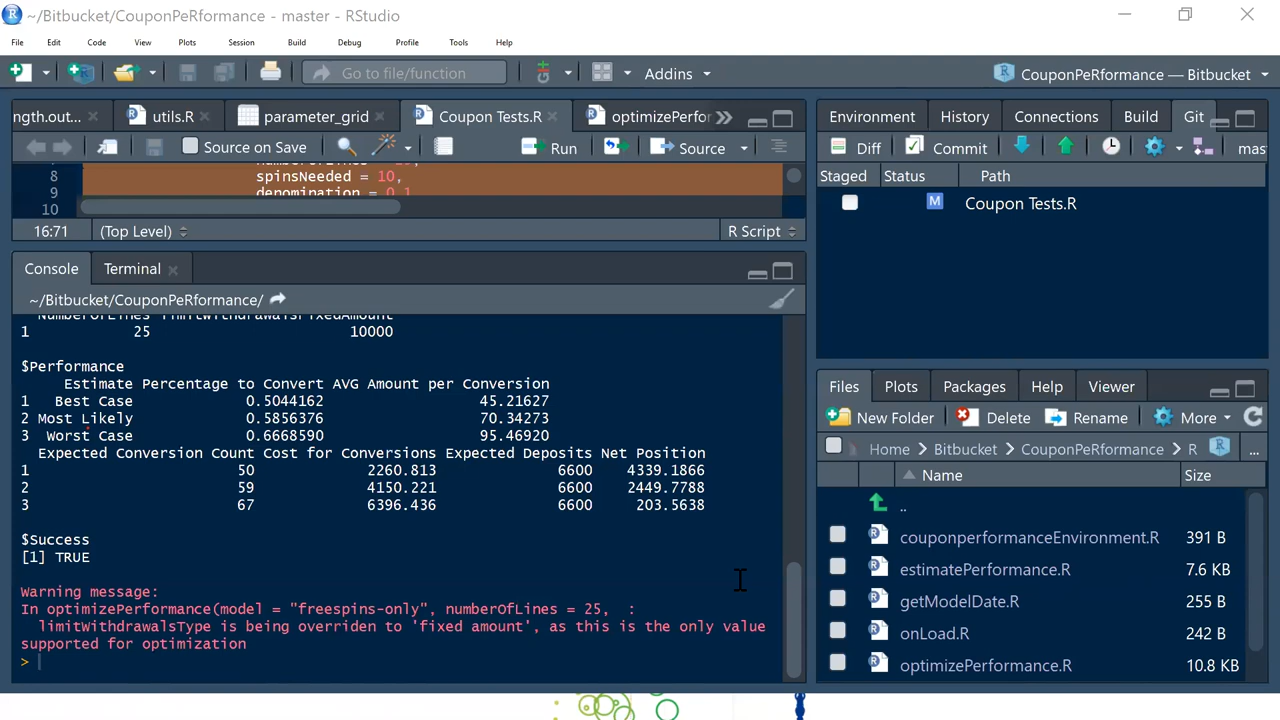 ~/Bitbucket/CouponPeRformance - master - RStudio
File Edit Code View Plots Session Build Debug Profile Tools Help
Go to file/function Addins CouponPeRformance — Bitbucket
ngth.out... utils.R parameter_grid Coupon Tests.R optimizePerfor
Source on Save Run Source
8 spinsNeeded = 10,
9 denomination = 0.1
10
16:71 (Top Level) R Script
Console Terminal
~/Bitbucket/CouponPeRformance/
NumberOfLines limitWithdrawalsFixedAmount
1 25 10000
$Performance
Estimate Percentage to Convert AVG Amount per Conversion
1 Best Case 0.5044162 45.21627
2 Most Likely 0.5856376 70.34273
3 Worst Case 0.6668590 95.46920
Expected Conversion Count Cost for Conversions Expected Deposits Net Position
1 50 2260.813 6600 4339.1866
2 59 4150.221 6600 2449.7788
3 67 6396.436 6600 203.5638
$Success
[1] TRUE
Warning message:
In optimizePerformance(model = "freespins-only", numberOfLines = 25, :
limitWithdrawalsType is being overriden to 'fixed amount', as this is the only value
supported for optimization
>
Environment History Connections Build Git
Diff Commit mas
Staged Status Path
M Coupon Tests.R
Files Plots Packages Help Viewer
New Folder Delete Rename More
Home Bitbucket CouponPeRformance R ...
Name Size
..
couponperformanceEnvironment.R 391 B
estimatePerformance.R 7.6 KB
getModelDate.R 255 B
onLoad.R 242 B
optimizePerformance.R 10.8 KB